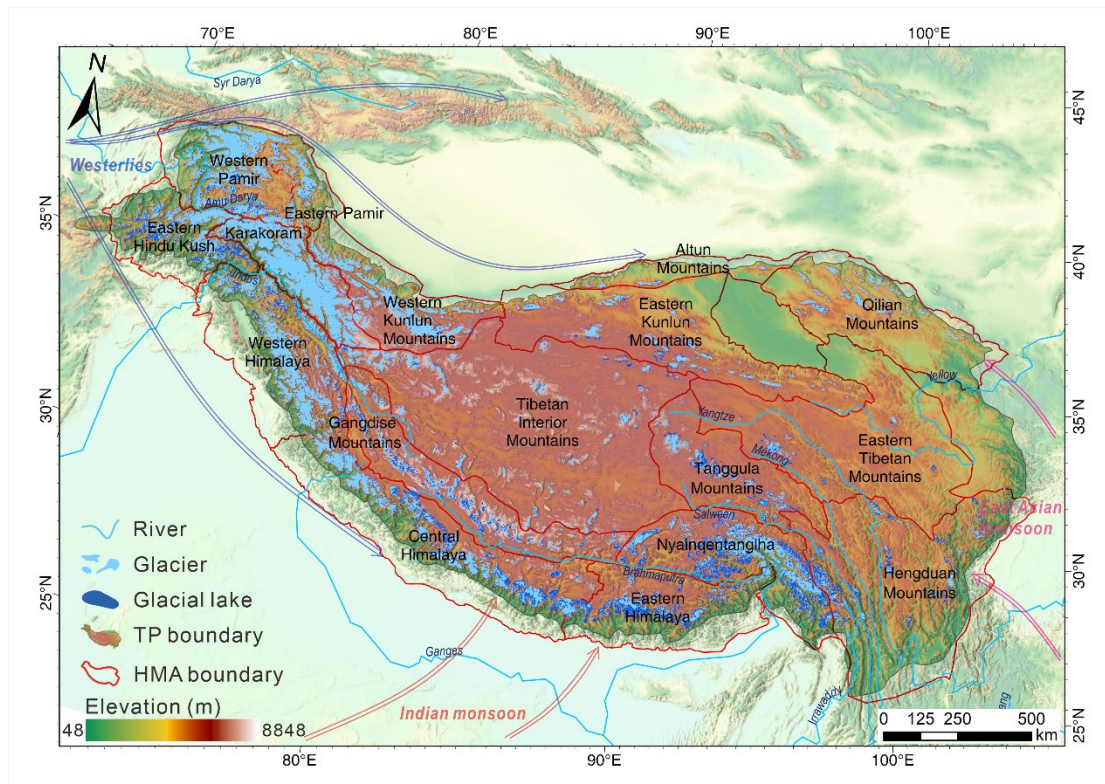 70°E
80°E
90°E
100°E
N
Syr Darya
45°N
Westerlies
Western
Pamir
Amu Darya
35°N
Eastern Pamir
Eastern
Hindu Kush
Karakoram
Altun
Mountains
40°N
Indus
Western
Kunlun
Mountains
Eastern
Kunlun
Mountains
Qilian
Mountains
Western
Himalaya
Jellow
30°N
Gangdise
Mountains
Tibetan
Interior
Mountains
Yangtze
35°N
Mekong
Eastern
Tibetan
Mountains
Tanggula
Mountains
Salween
East Asian
monsoon
River
Central
Himalaya
Nyainqentanglha
Glacier
Brahmaputra
Hengduan
Mountains
30°N
25°N
Glacial lake
Eastern
Himalaya
TP boundary
Ganges
HMA boundary
Elevation (m)
48
8848
Indian monsoon
Irrawaddy
ang
0 125 250 500
km
25°N
80°E
90°E
100°E